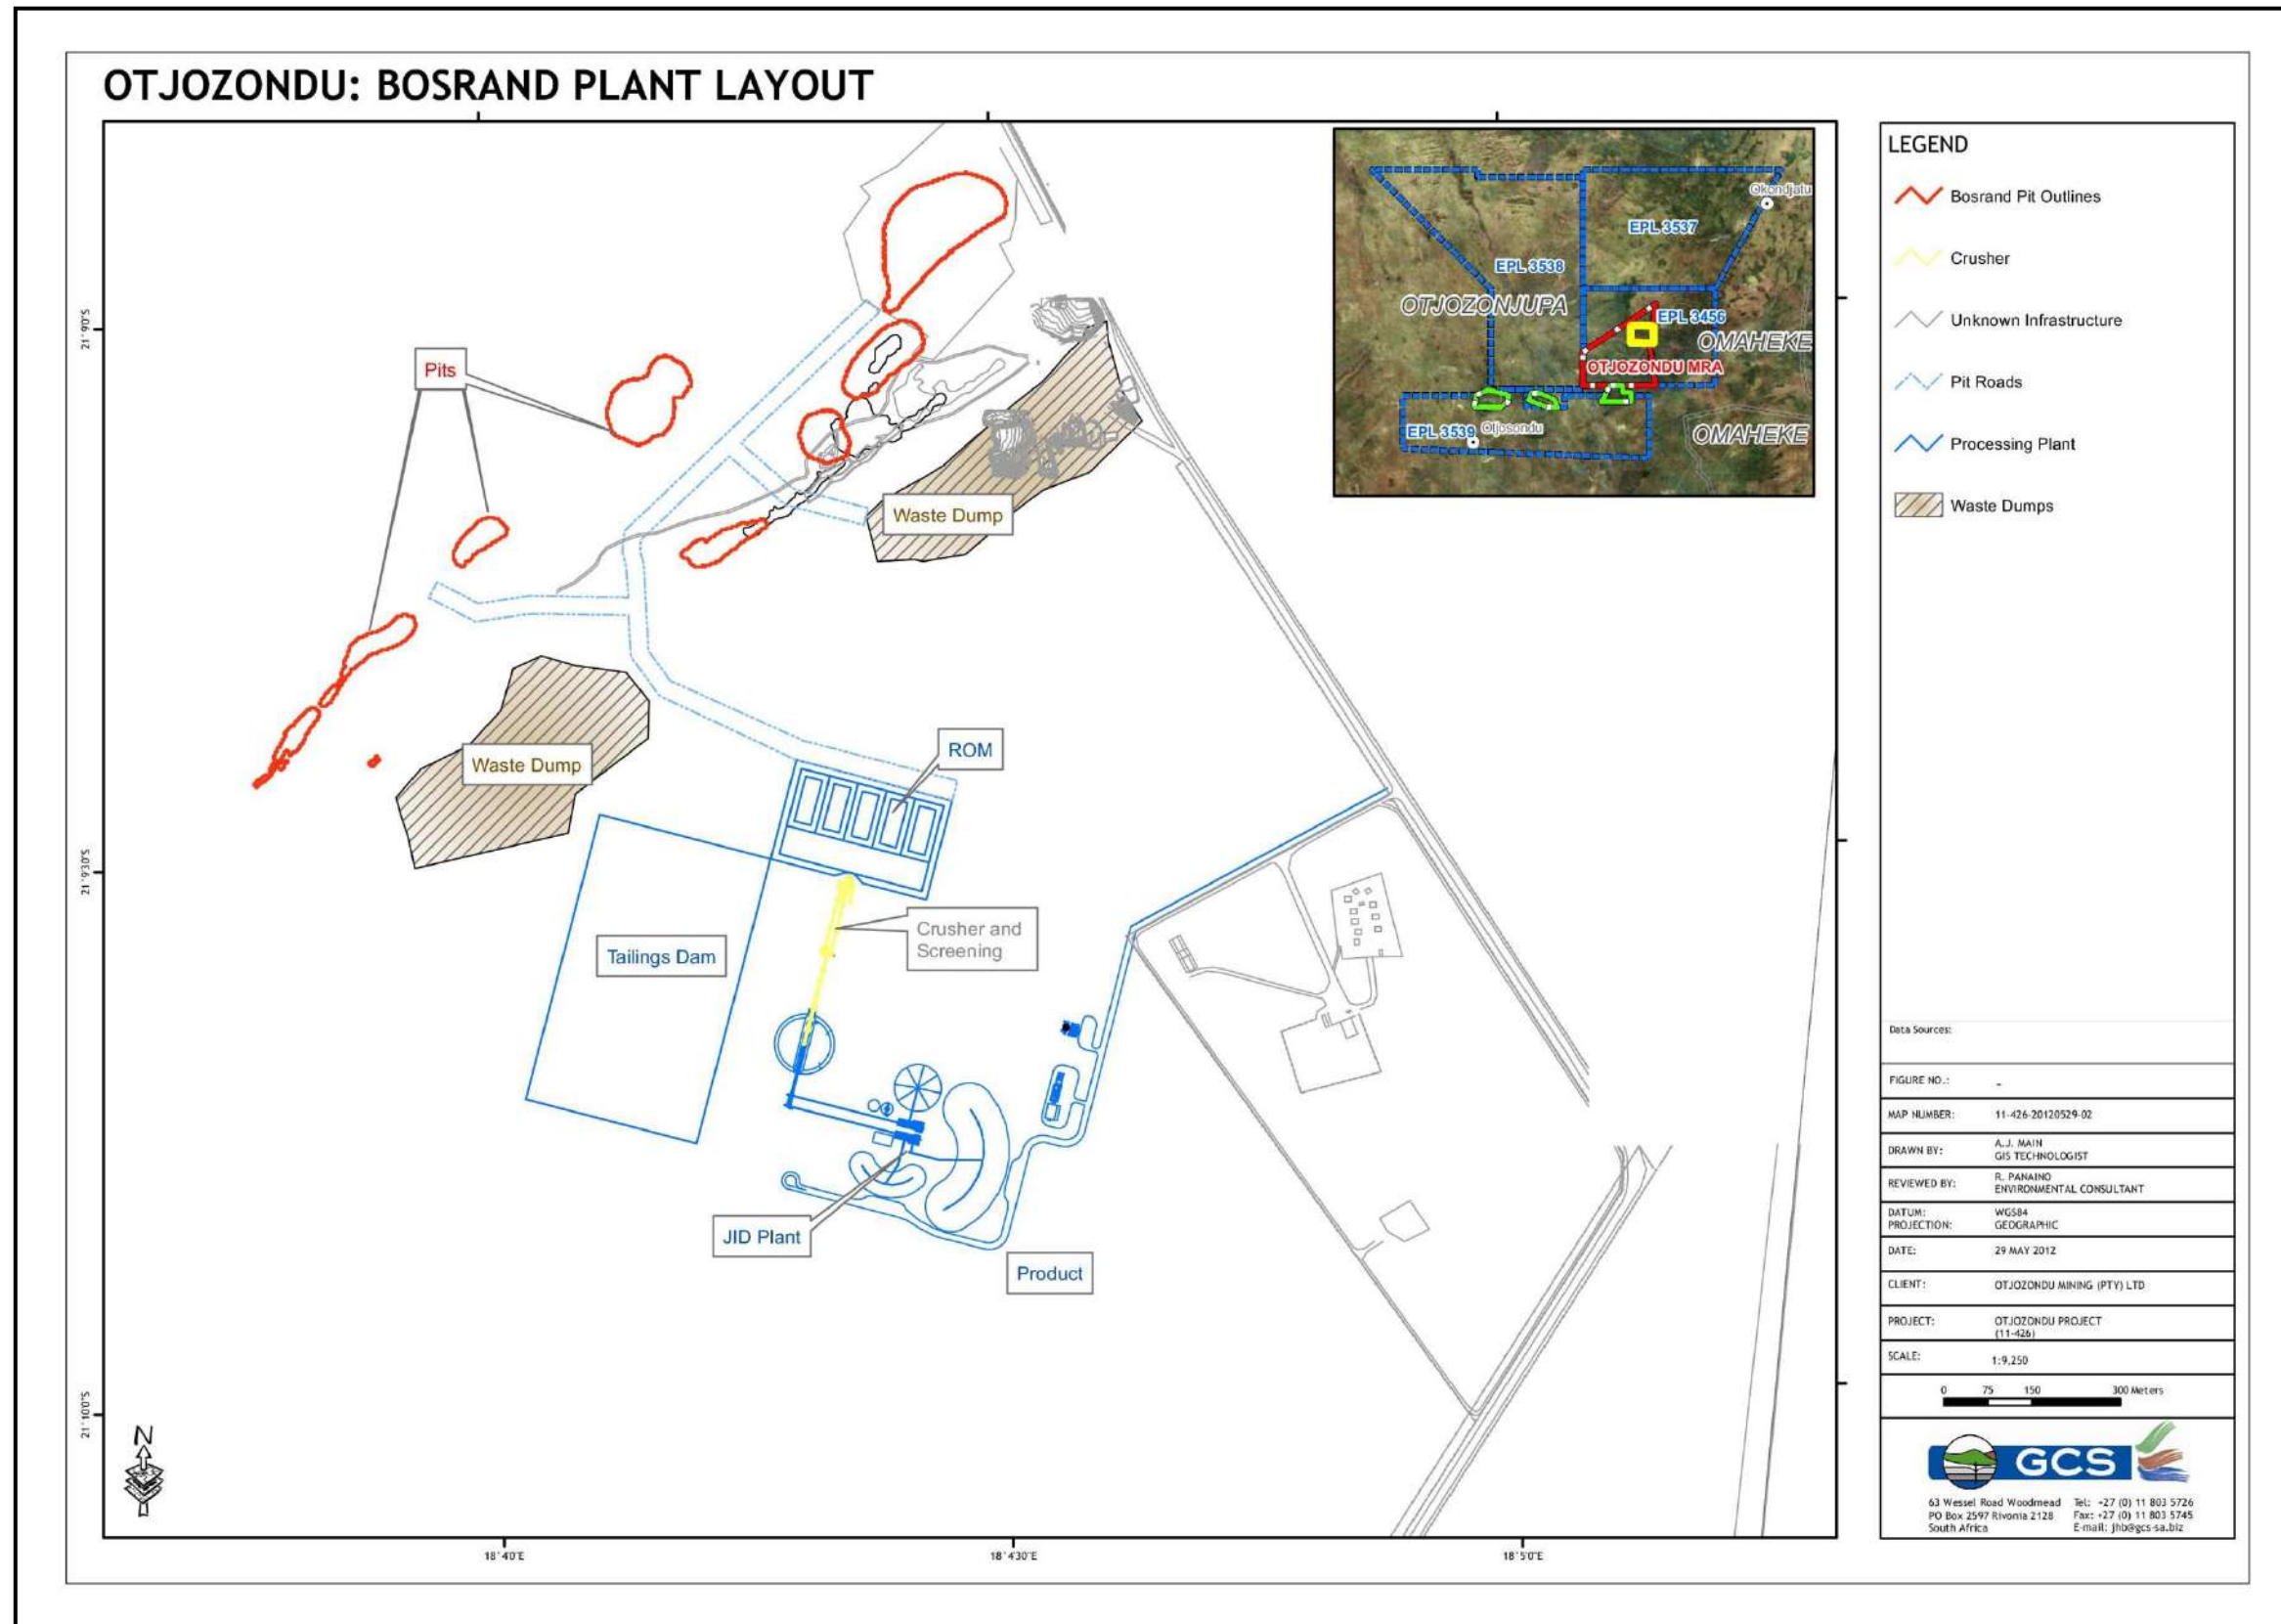 OTJOZONDU: BOSRAND PLANT LAYOUT
Okandjatu
EPL 3537
EPL 3538
OTJOZONJUPA
EPL 3456
OMAHEKE
OTJOZONDU MRA
EPL 3539
Otjosondu
OMAHEKE
Pits
Waste Dump
Waste Dump
ROM
Tailings Dam
Crusher and
Screening
JID Plant
Product
21°9'0"S
21°9'30"S
21°10'0"S
18°4'0"E
18°4'30"E
18°5'0"E
N
LEGEND
Bosrand Pit Outlines
Crusher
Unknown Infrastructure
Pit Roads
Processing Plant
Waste Dumps
Data Sources:
FIGURE NO.: -
MAP NUMBER: 11-426-20120529-02
DRAWN BY: A.J. MAIN
GIS TECHNOLOGIST
REVIEWED BY: R. PANAINO
ENVIRONMENTAL CONSULTANT
DATUM: WGS84
PROJECTION: GEOGRAPHIC
DATE: 29 MAY 2012
CLIENT: OTJOZONDU MINING (PTY) LTD
PROJECT: OTJOZONDU PROJECT
(11-426)
SCALE: 1:9,250
0 75 150 300 Meters
GCS
63 Wessel Road Woodmead Tel: +27 (0) 11 803 5726
PO Box 2597 Rivonia 2128 Fax: +27 (0) 11 803 5745
South Africa E-mail: jhb@gcs-sa.biz